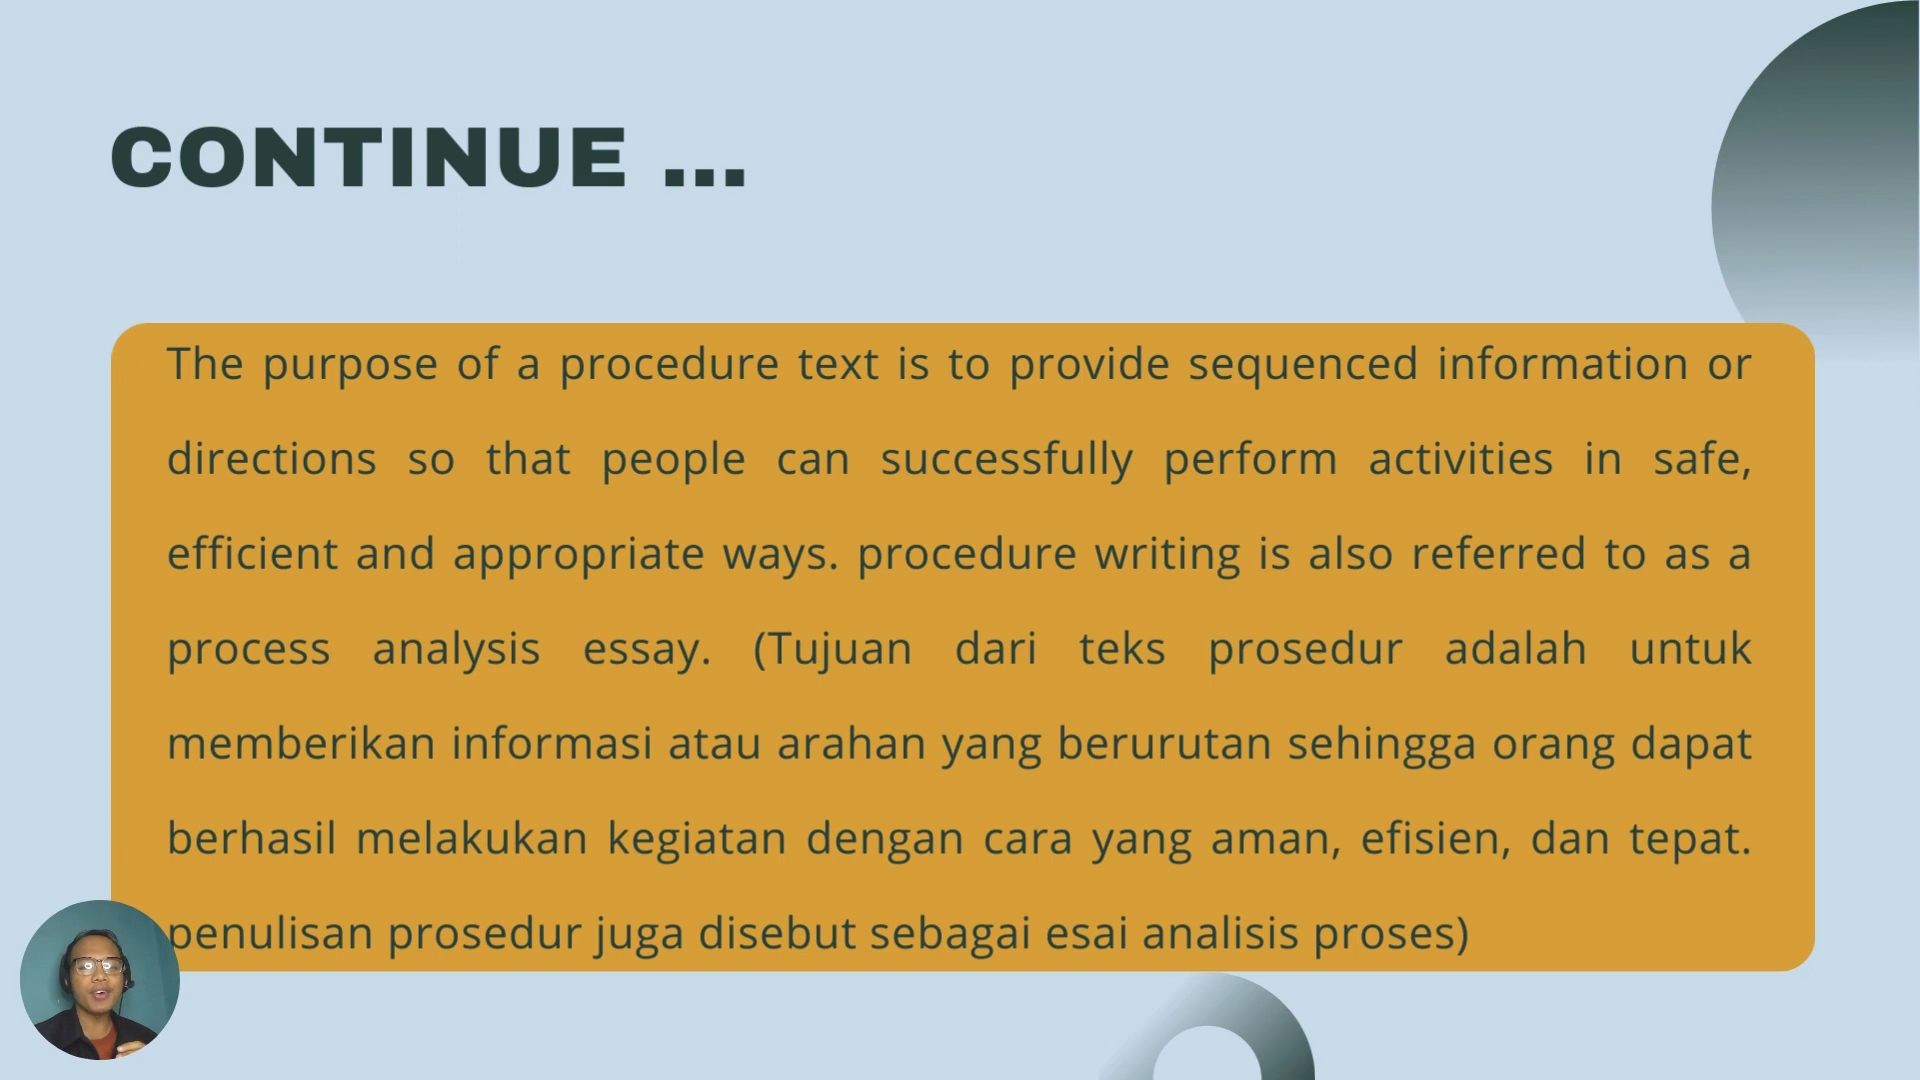 CONTINUE ...
The purpose of a procedure text is to provide sequenced information or
directions so that people can successfully perform activities in safe,
efficient and appropriate ways. procedure writing is also referred to as a
process analysis essay. (Tujuan dari teks prosedur adalah untuk
memberikan informasi atau arahan yang berurutan sehingga orang dapat
berhasil melakukan kegiatan dengan cara yang aman, efisien, dan tepat.
penulisan prosedur juga disebut sebagai esai analisis proses)